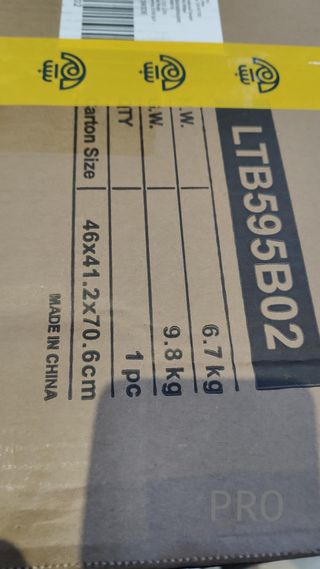 LTB595B02
.W. 6.7 kg
.W. 9.8 kg
TY 1 pc
arton Size 46x41.2x70.6cm
MADE IN CHINA
PRO